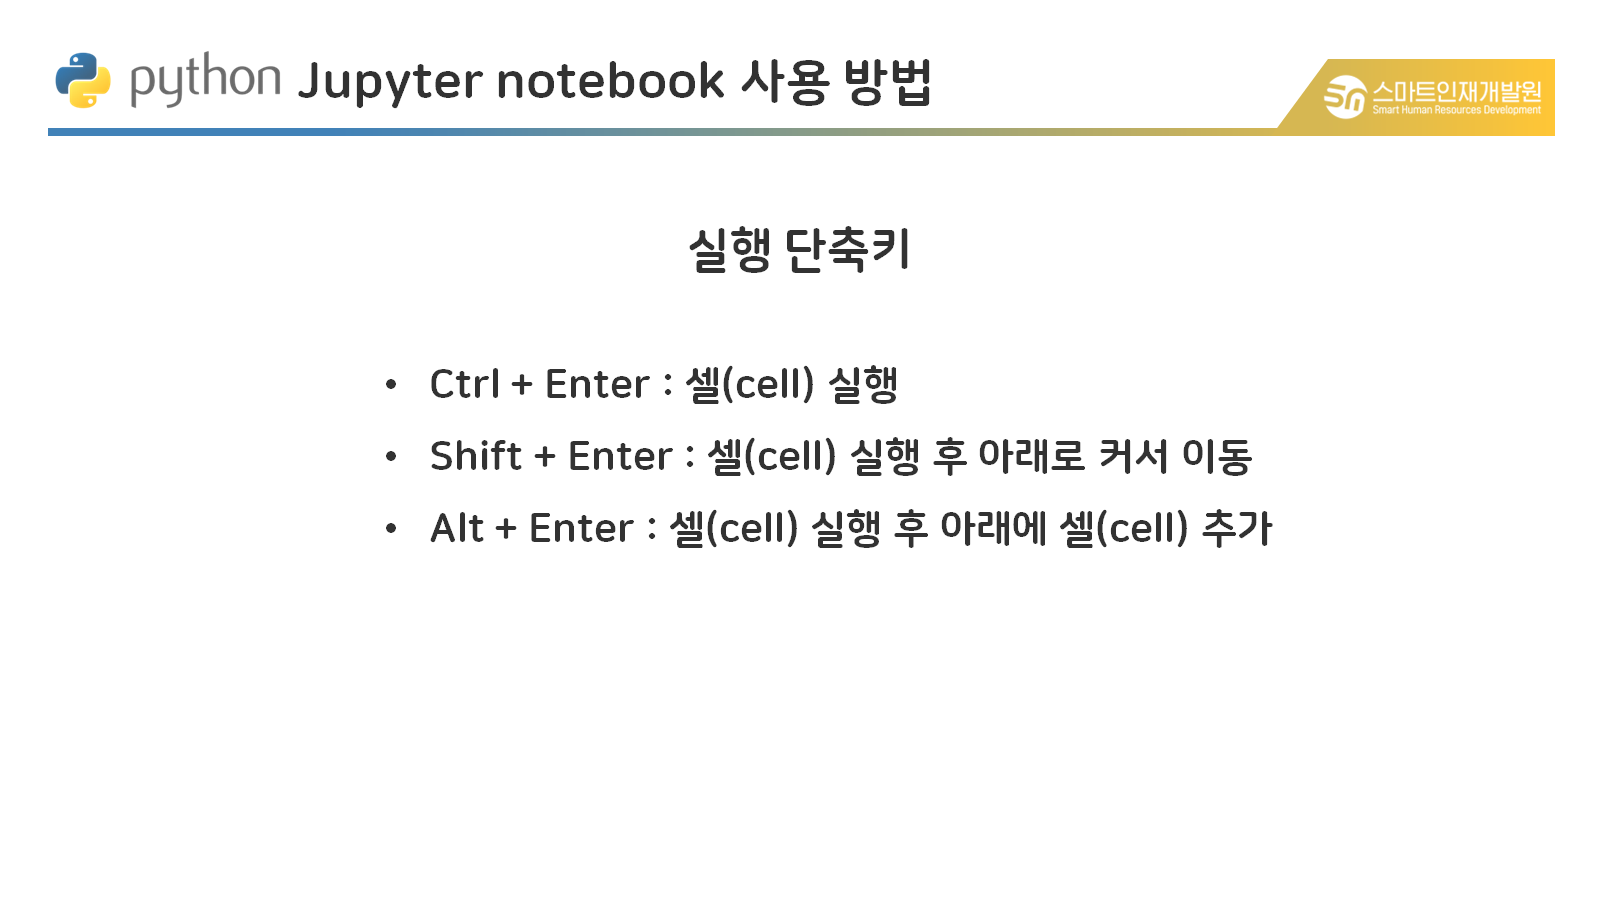 python Jupyter notebook 사용 방법
스마트인재개발원
Smart Human Resources Development
실행 단축키
• Ctrl + Enter : 셀(cell) 실행
• Shift + Enter : 셀(cell) 실행 후 아래로 커서 이동
• Alt + Enter : 셀(cell) 실행 후 아래에 셀(cell) 추가